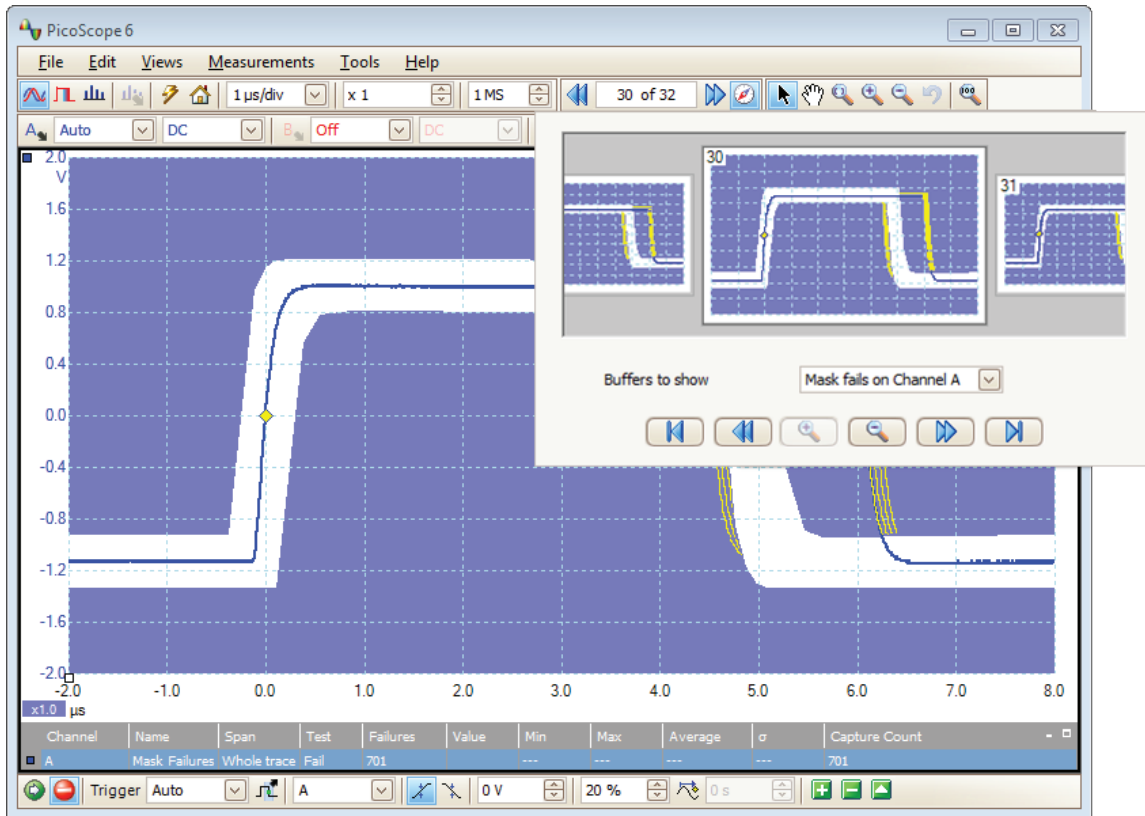 PicoScope 6
File Edit Views Measurements Tools Help
1 µs/div x 1 1 MS 30 of 32
A Auto DC B Off DC
2.0
V
1.6
1.2
0.8
0.4
0.0
-0.4
-0.8
-1.2
-1.6
-2.0
30
31
Buffers to show Mask fails on Channel A
-2.0 -1.0 0.0 1.0 2.0 3.0 4.0 5.0 6.0 7.0 8.0
x1.0 µs
Channel Name Span Test Failures Value Min Max Average σ Capture Count
A Mask Failures Whole trace Fail 701 --- --- --- --- 701
Trigger Auto A 0 V 20 % 0 s